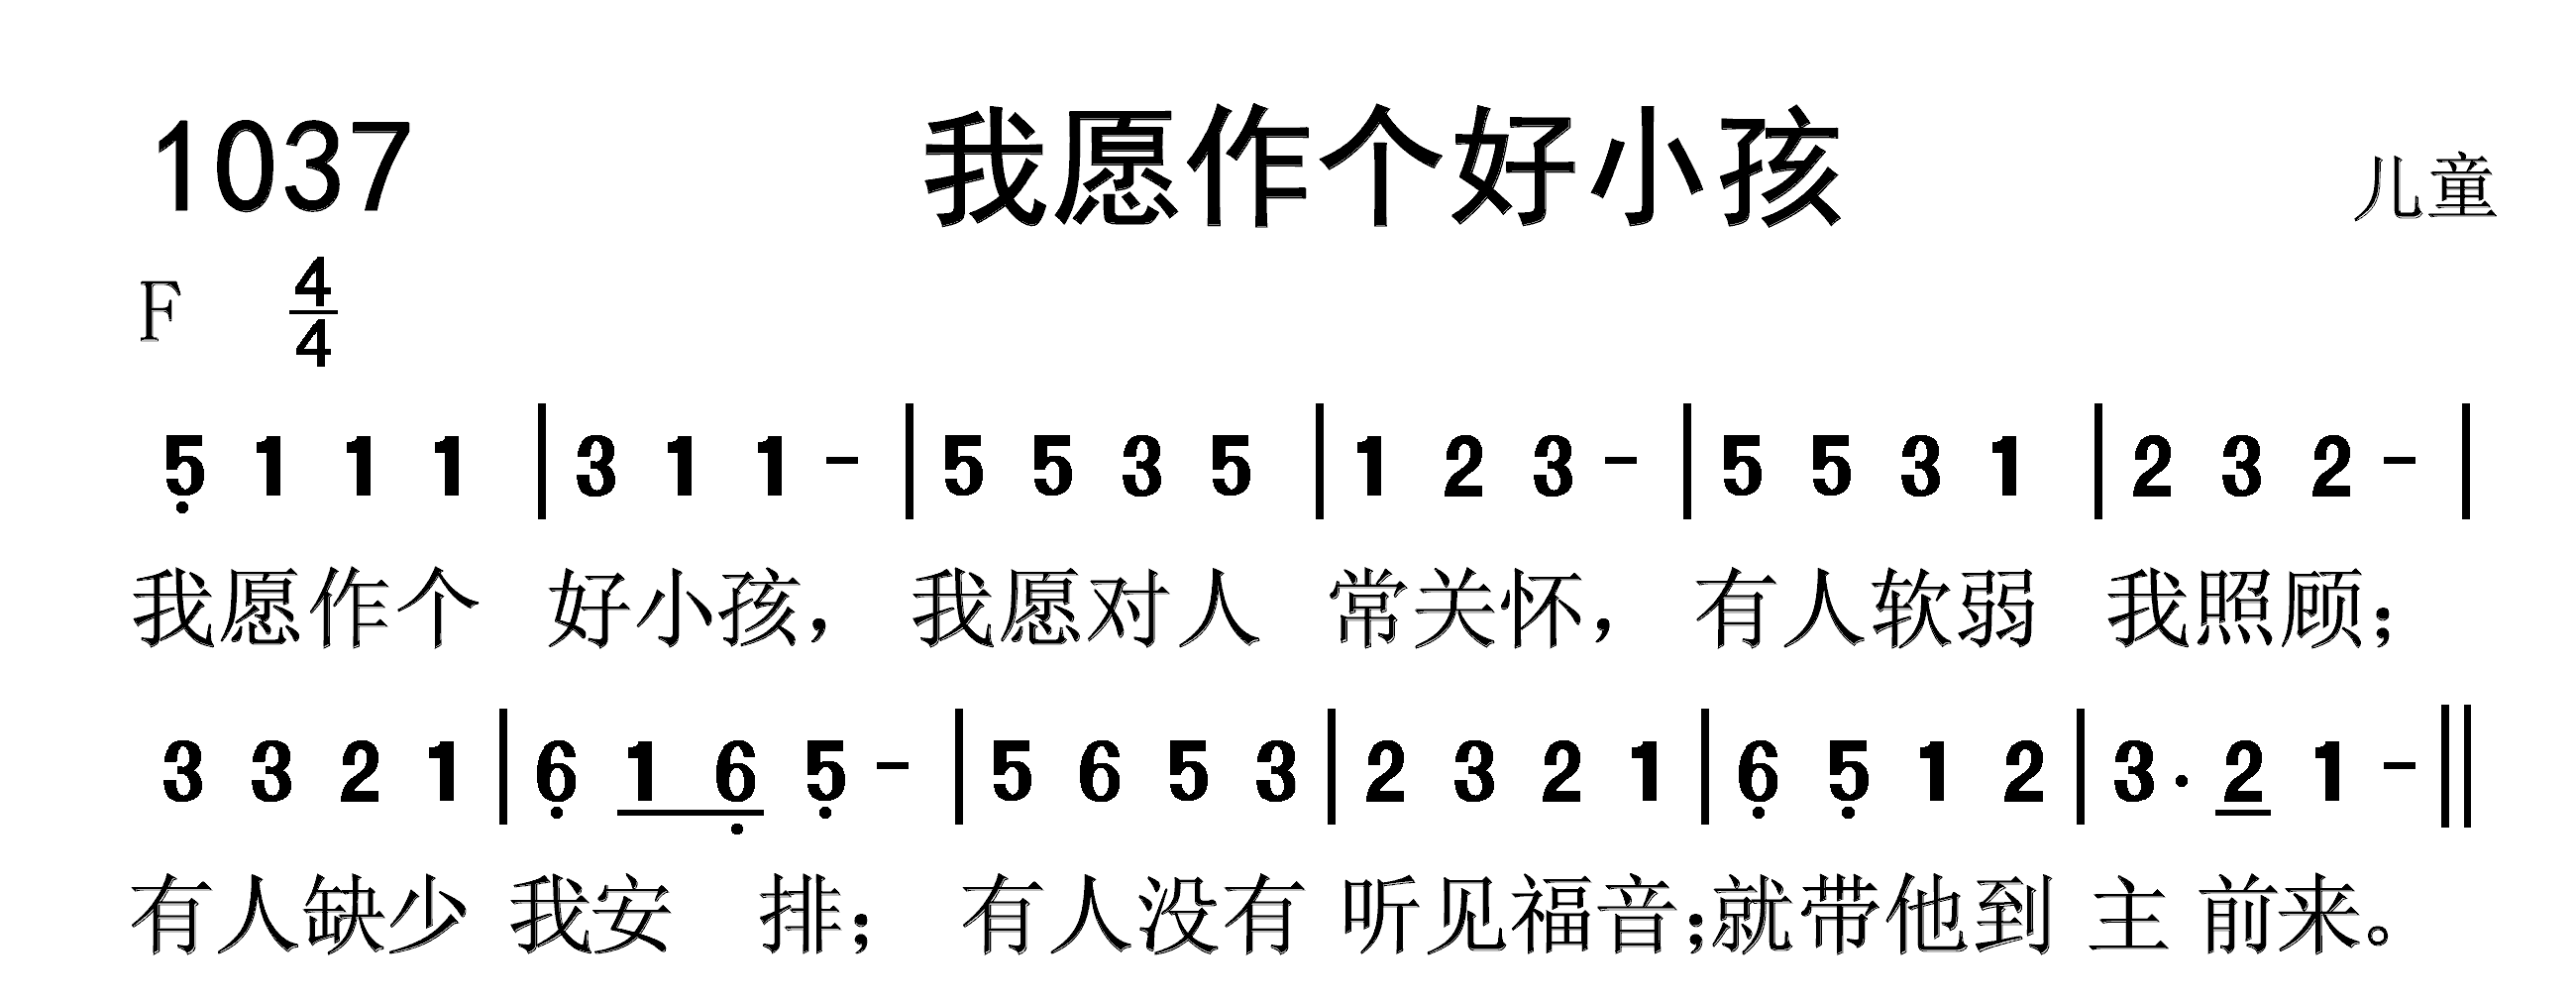 1037 我愿作个好小孩 儿童
F 4/4
5̣ 1 1 1 | 3 1 1 - | 5 5 3 5 | 1 2 3 - | 5 5 3 1 | 2 3 2 - |
我愿作个 好小孩， 我愿对人 常关怀， 有人软弱 我照顾；
3 3 2 1 | 6̣ 1 6̣ 5̣ - | 5 6 5 3 | 2 3 2 1 | 6̣ 5̣ 1 2 | 3 · 2 1 - ||
有人缺少 我安 排； 有人没有 听见福音；就带他到 主 前来。